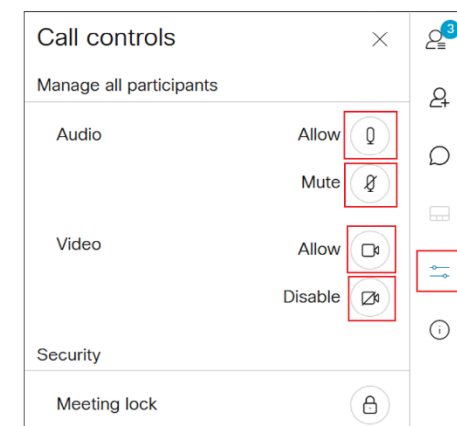 Call controls
3
Manage all participants
Audio
Allow
Mute
Video
Allow
Disable
Security
Meeting lock